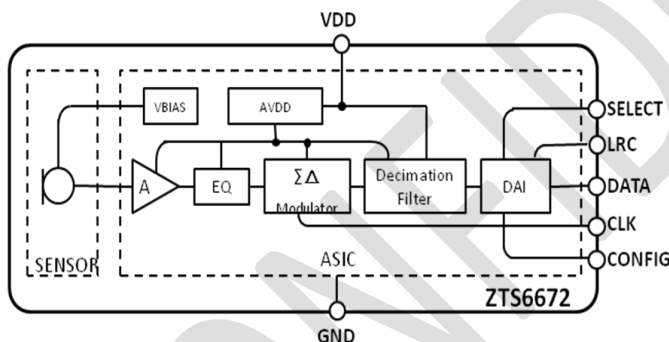 VDD
VBIAS
AVDD
SELECT
LRC
A
EQ
ΣΔ
Modulator
Decimation
Filter
DAI
DATA
CLK
SENSOR
ASIC
CONFIG
ZTS6672
GND